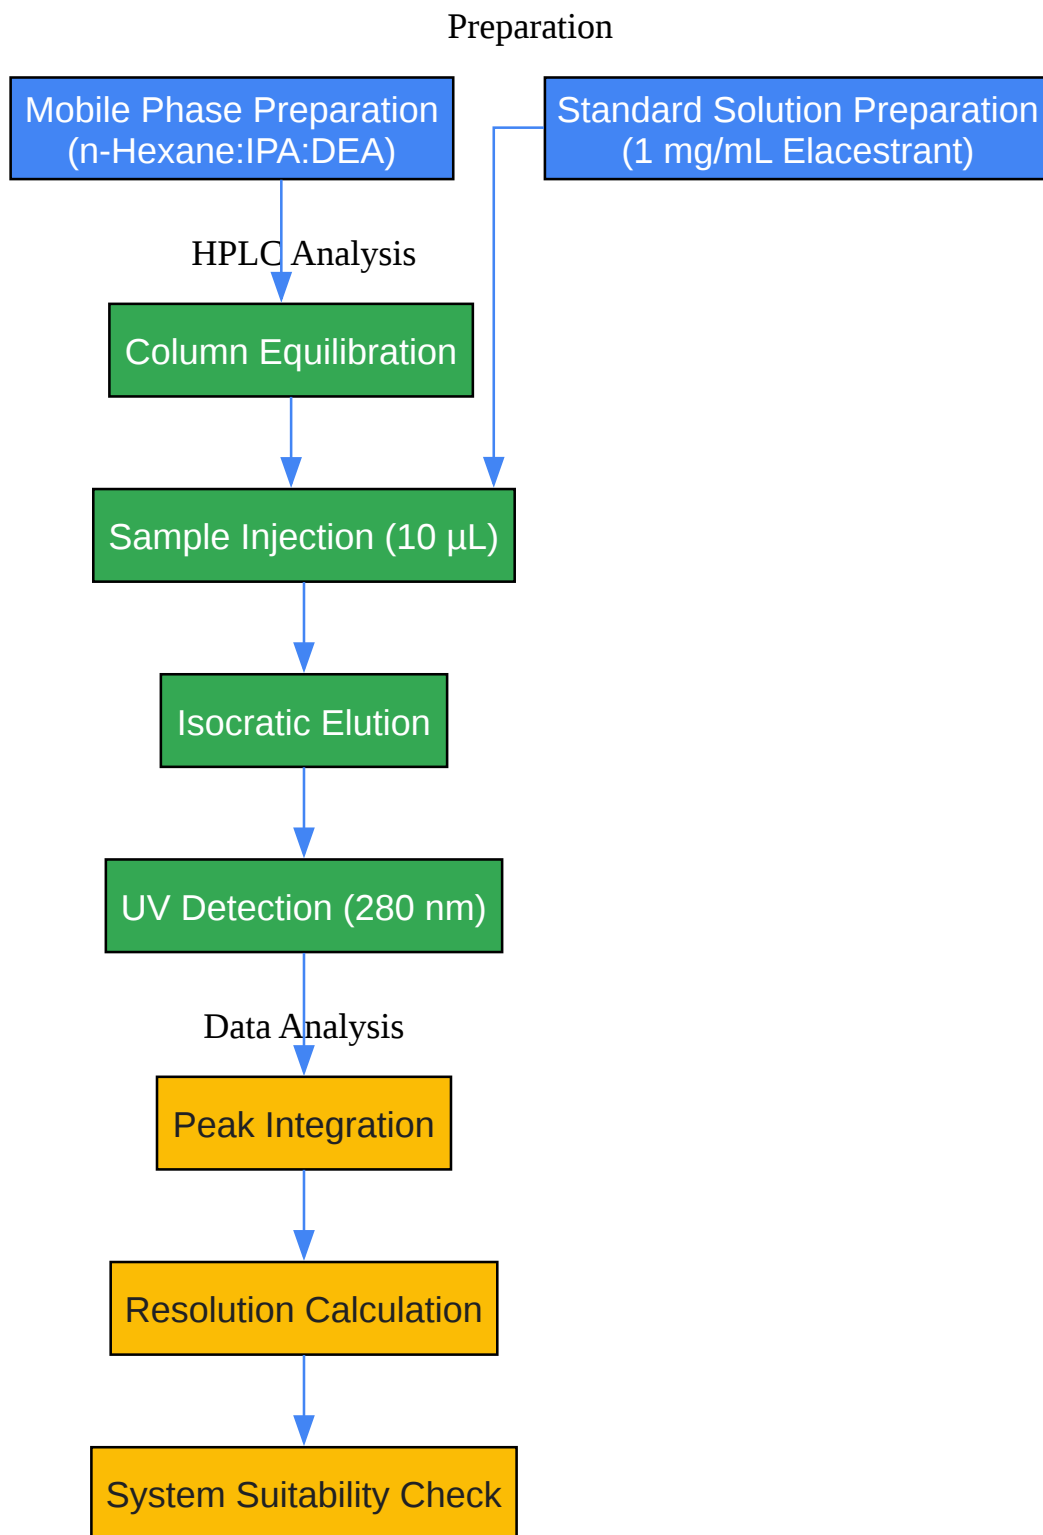 Preparation
Mobile Phase Preparation
(n-Hexane:IPA:DEA)
Standard Solution Preparation
(1 mg/mL Elacestrant)
HPLC Analysis
Column Equilibration
Sample Injection (10 µL)
Isocratic Elution
UV Detection (280 nm)
Data Analysis
Peak Integration
Resolution Calculation
System Suitability Check